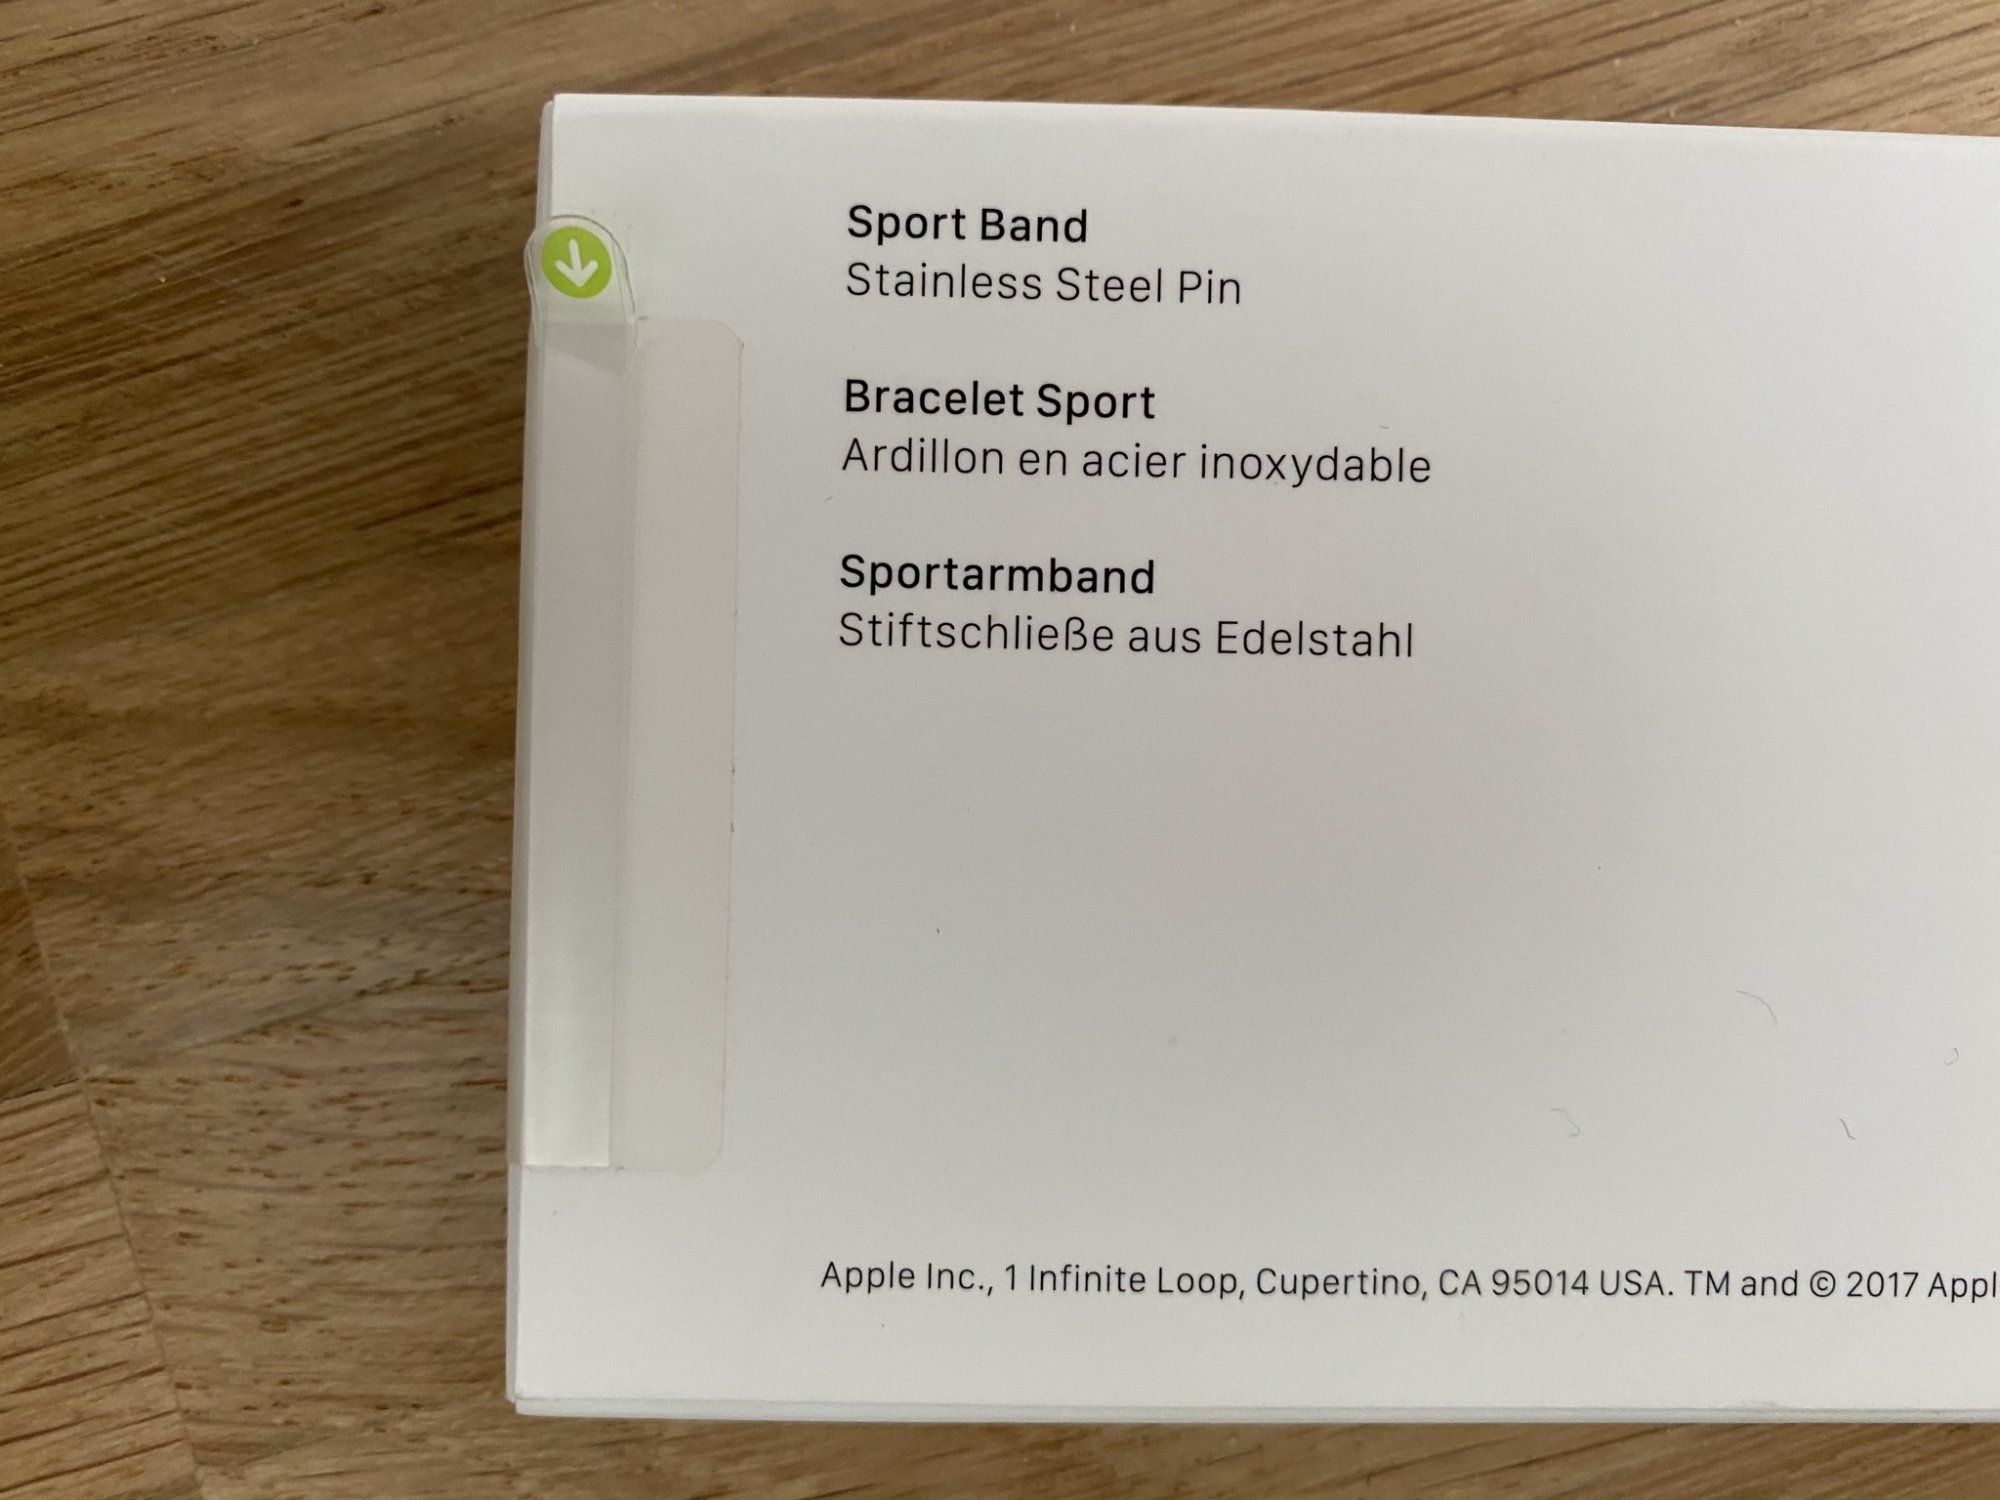 Sport Band
Stainless Steel Pin
Bracelet Sport
Ardillon en acier inoxydable
Sportarmband
Stiftschließe aus Edelstahl
Apple Inc., 1 Infinite Loop, Cupertino, CA 95014 USA. TM and © 2017 Appl